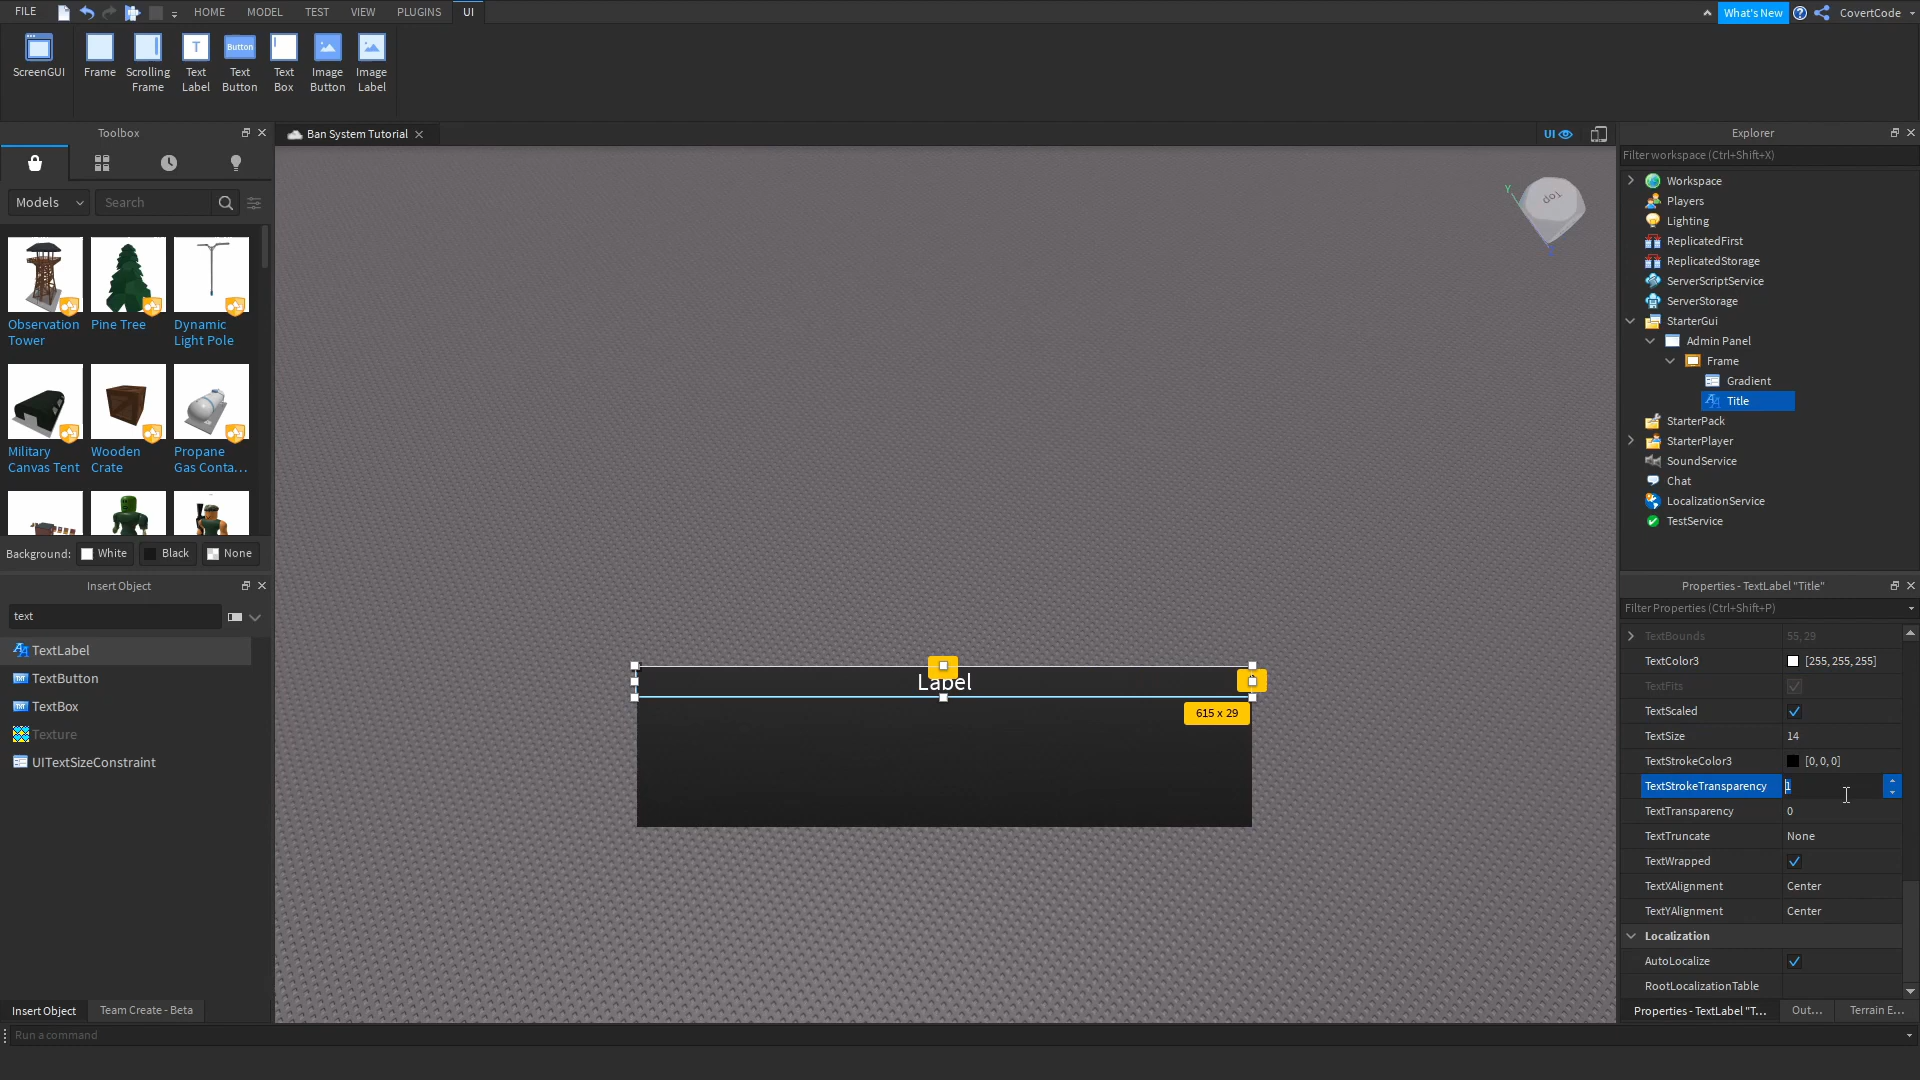 FILE
HOME
MODEL
TEST
VIEW
PLUGINS
UI
What's New
CovertCode
ScreenGUI
Frame
Scrolling
Frame
T
Text
Label
Button
Text
Button
Text
Box
Image
Button
Image
Label
Toolbox
Ban System Tutorial
UI
Explorer
Filter workspace (Ctrl+Shift+X)
Models
Search
Observation
Tower
Pine Tree
Dynamic
Light Pole
Military
Canvas Tent
Wooden
Crate
Propane
Gas Conta...
Background:
White
Black
None
Insert Object
text
TextLabel
TextButton
TextBox
Texture
UITextSizeConstraint
Insert Object
Team Create - Beta
Run a command
Y
TOP
Label
615 x 29
Workspace
Players
Lighting
ReplicatedFirst
ReplicatedStorage
ServerScriptService
ServerStorage
StarterGui
Admin Panel
Frame
Gradient
Title
StarterPack
StarterPlayer
SoundService
Chat
LocalizationService
TestService
Properties - TextLabel "Title"
Filter Properties (Ctrl+Shift+P)
TextBounds 55, 29
TextColor3 [255, 255, 255]
TextFits
TextScaled
TextSize 14
TextStrokeColor3 [0, 0, 0]
TextStrokeTransparency 1
TextTransparency 0
TextTruncate None
TextWrapped
TextXAlignment Center
TextYAlignment Center
Localization
AutoLocalize
RootLocalizationTable
Properties - TextLabel "T...
Out...
Terrain E...